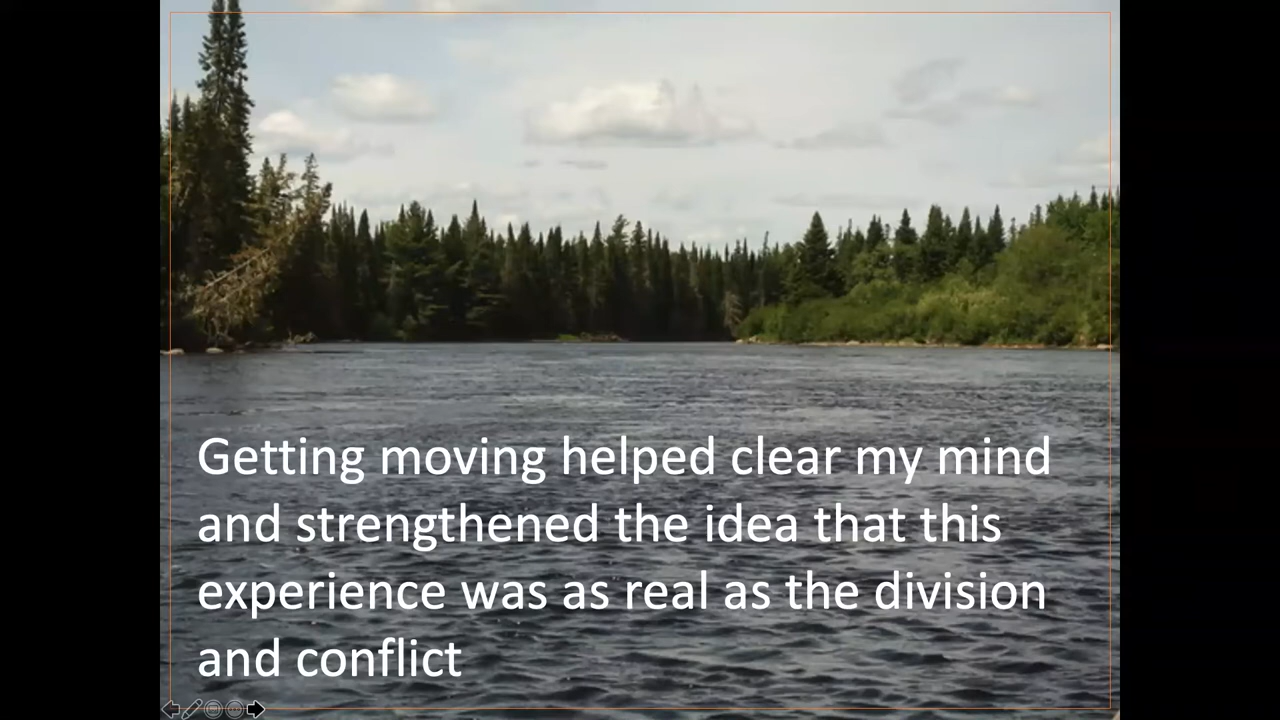 Getting moving helped clear my mind
and strengthened the idea that this
experience was as real as the division
and conflict